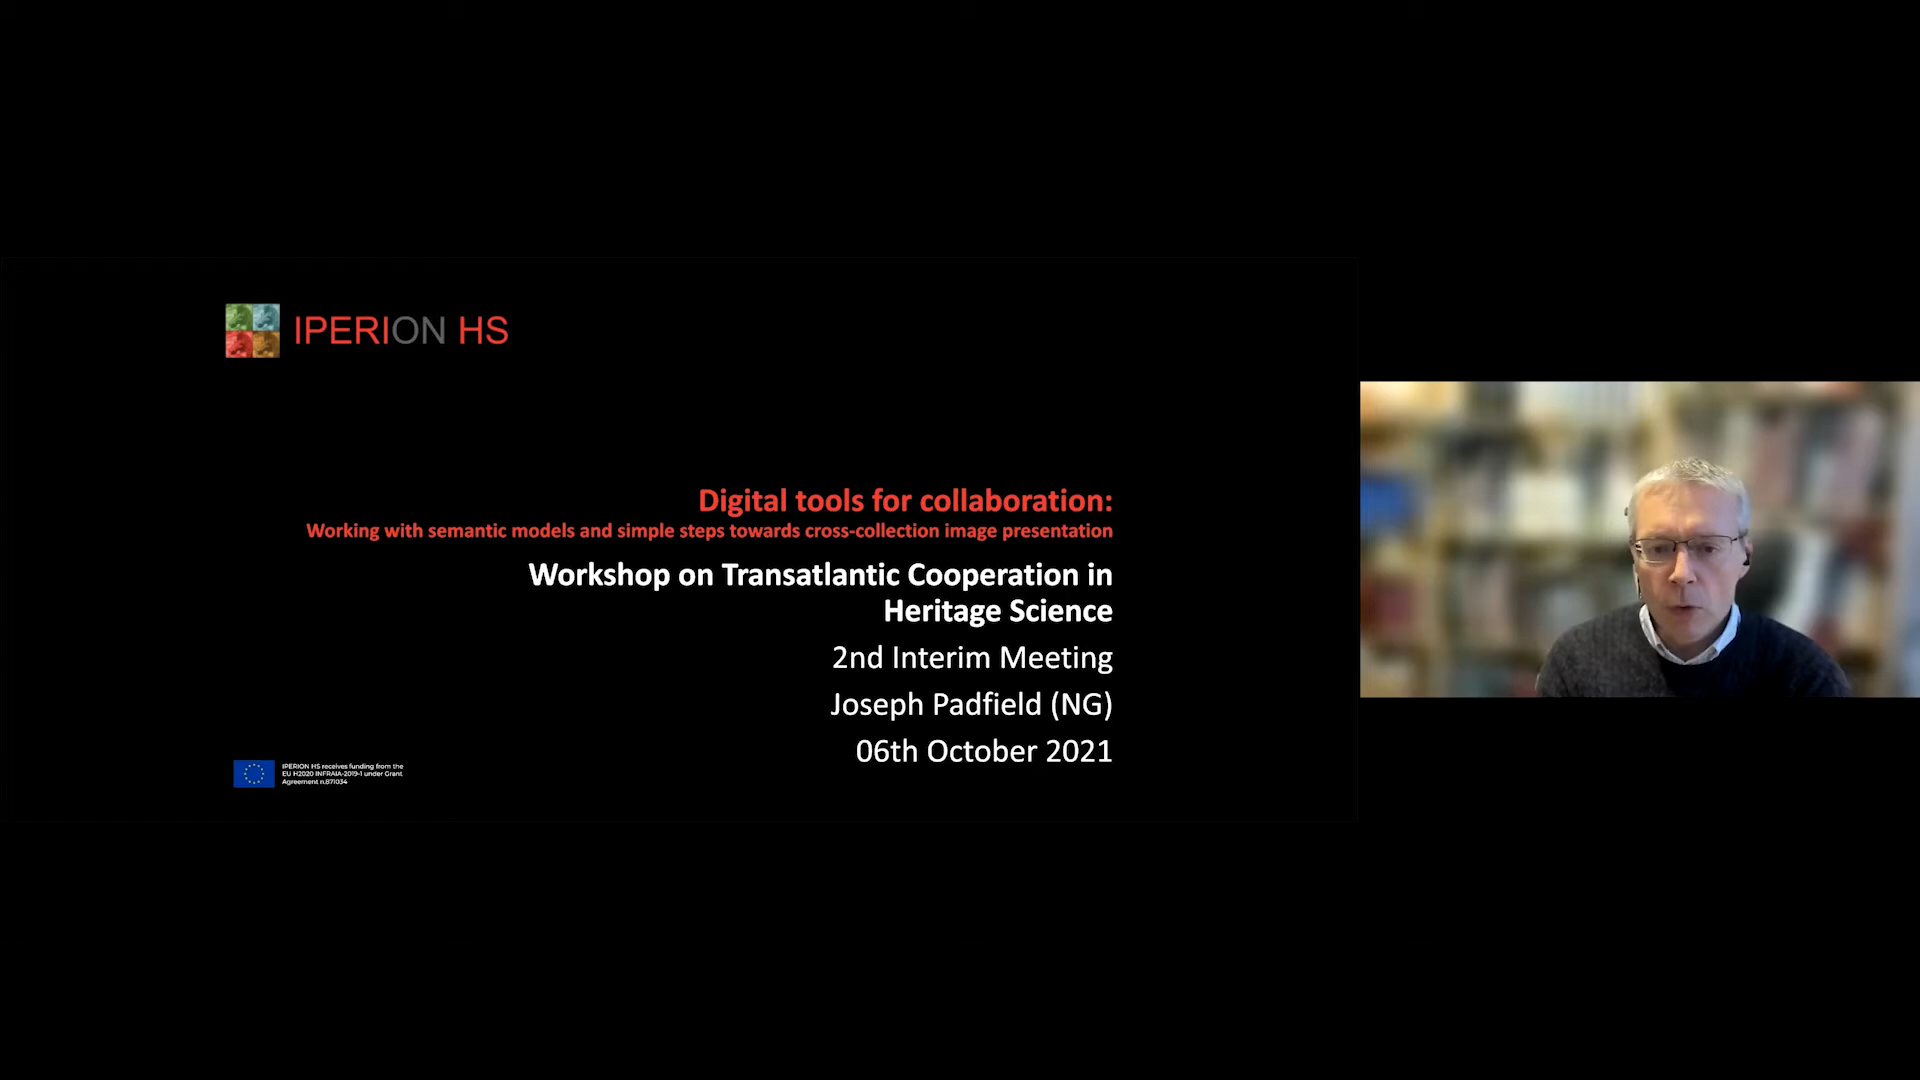 IPERION HS
Digital tools for collaboration:
Working with semantic models and simple steps towards cross-collection image presentation
Workshop on Transatlantic Cooperation in
Heritage Science
2nd Interim Meeting
Joseph Padfield (NG)
06th October 2021
IPERION HS receives funding from the
EU H2020 INFRAIA-2019-1 under Grant
Agreement n.871034